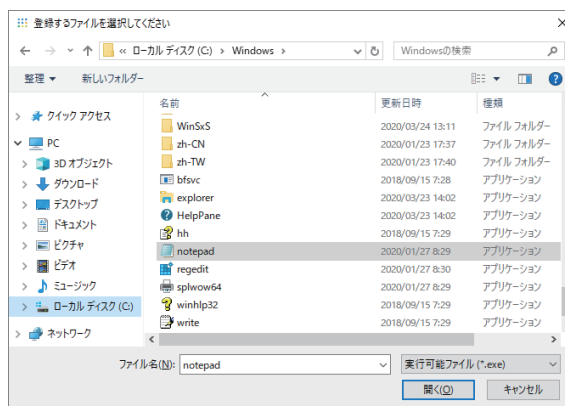 登録するファイルを選択してください
« ローカル ディスク (C:) > Windows >
Windowsの検索
整理 ▼ 新しいフォルダー
名前 更新日時 種類
クイック アクセス
PC
3D オブジェクト
ダウンロード
デスクトップ
ドキュメント
ピクチャ
ビデオ
ミュージック
ローカル ディスク (C:)
ネットワーク
WinSxS 2020/03/24 13:11 ファイル フォルダー
zh-CN 2020/01/23 17:37 ファイル フォルダー
zh-TW 2020/01/23 17:40 ファイル フォルダー
bfsvc 2018/09/15 7:28 アプリケーション
explorer 2020/03/23 14:02 アプリケーション
HelpPane 2020/03/23 14:02 アプリケーション
hh 2018/09/15 7:29 アプリケーション
notepad 2020/01/27 8:29 アプリケーション
regedit 2020/01/27 8:30 アプリケーション
splwow64 2020/01/27 8:29 アプリケーション
winhlp32 2018/09/15 7:29 アプリケーション
write 2018/09/15 7:29 アプリケーション
ファイル名(N): notepad 実行可能ファイル (*.exe)
開く(O) キャンセル